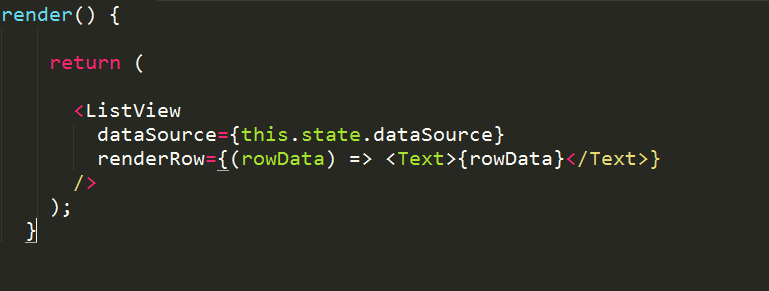 render() {
return (
<ListView
dataSource={this.state.dataSource}
renderRow={(rowData) => <Text>{rowData}</Text>}
/>
);
}